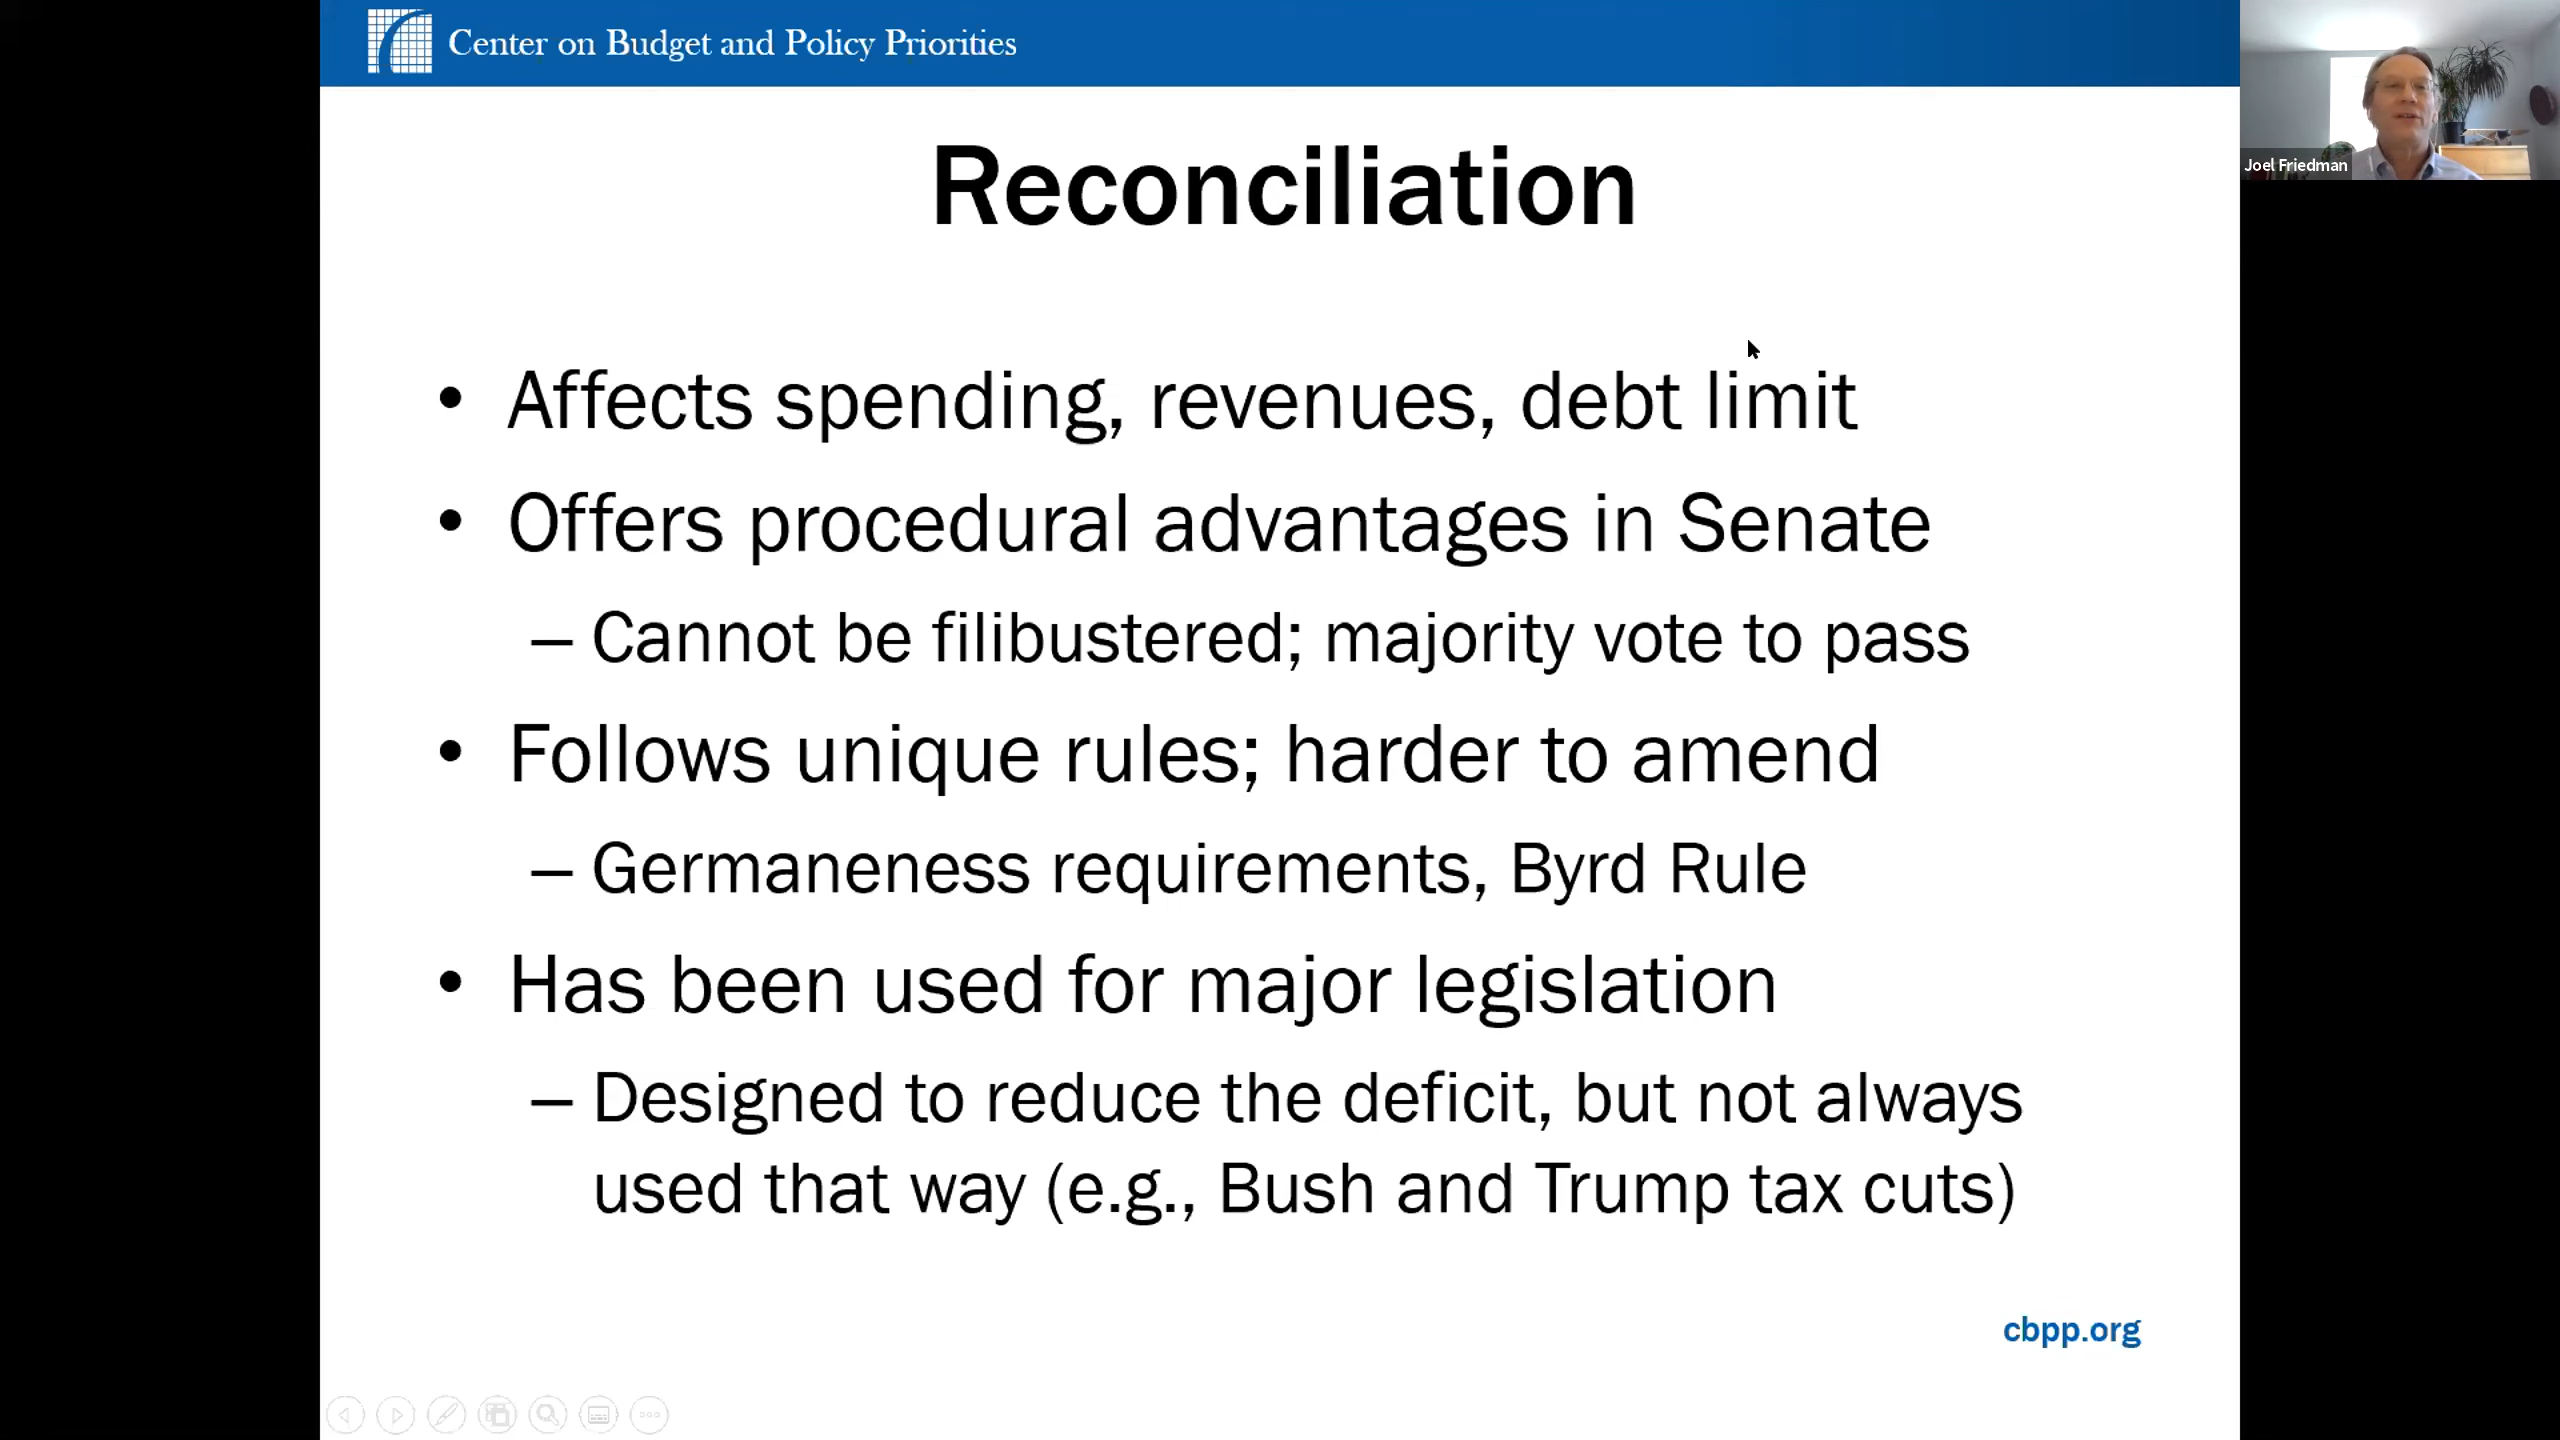 Center on Budget and Policy Priorities
Joel Friedman
Reconciliation
• Affects spending, revenues, debt limit
• Offers procedural advantages in Senate
– Cannot be filibustered; majority vote to pass
• Follows unique rules; harder to amend
– Germaneness requirements, Byrd Rule
• Has been used for major legislation
– Designed to reduce the deficit, but not always
used that way (e.g., Bush and Trump tax cuts)
cbpp.org